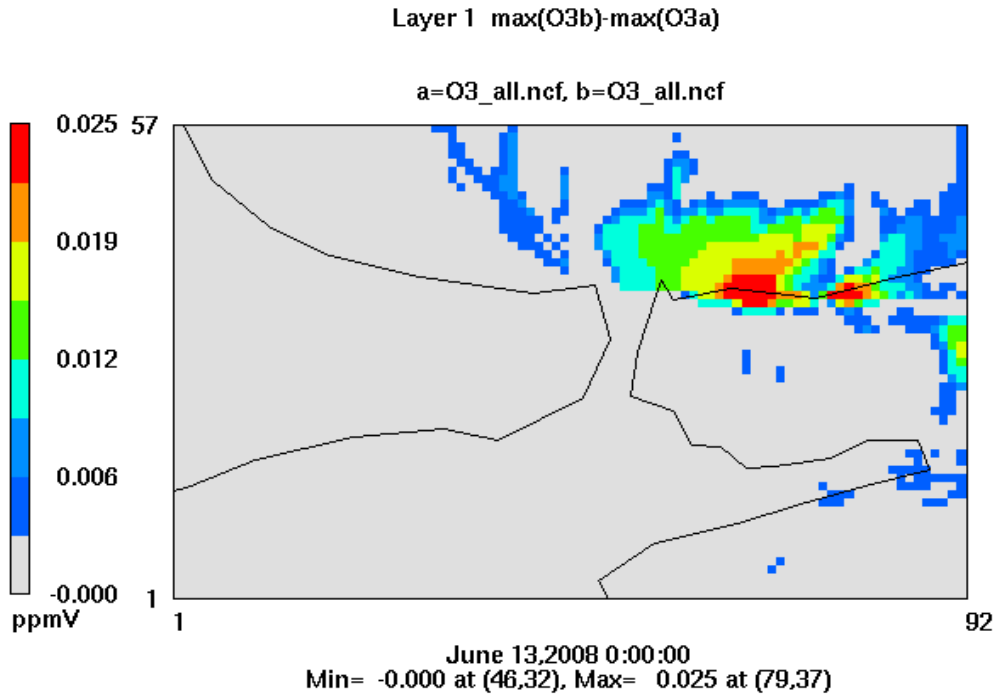 Layer 1 max(O3b)-max(O3a)
a=O3_all.ncf, b=O3_all.ncf
0.025
57
0.019
0.012
0.006
-0.000
1
ppmV
1
92
June 13,2008 0:00:00
Min= -0.000 at (46,32), Max= 0.025 at (79,37)